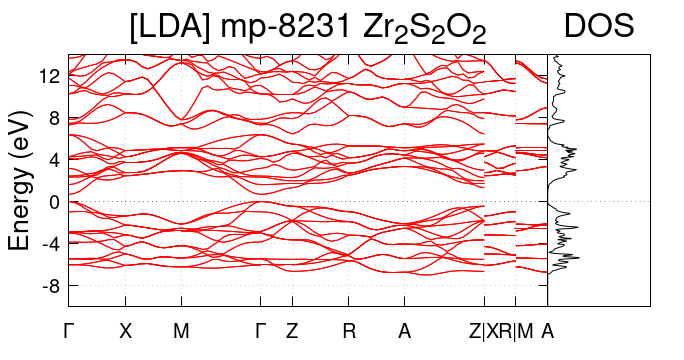 [LDA] mp-8231 Zr₂S₂O₂ DOS
Energy (eV)
12
8
4
0
-4
-8
Γ X M Γ Z R A Z|XR|M A